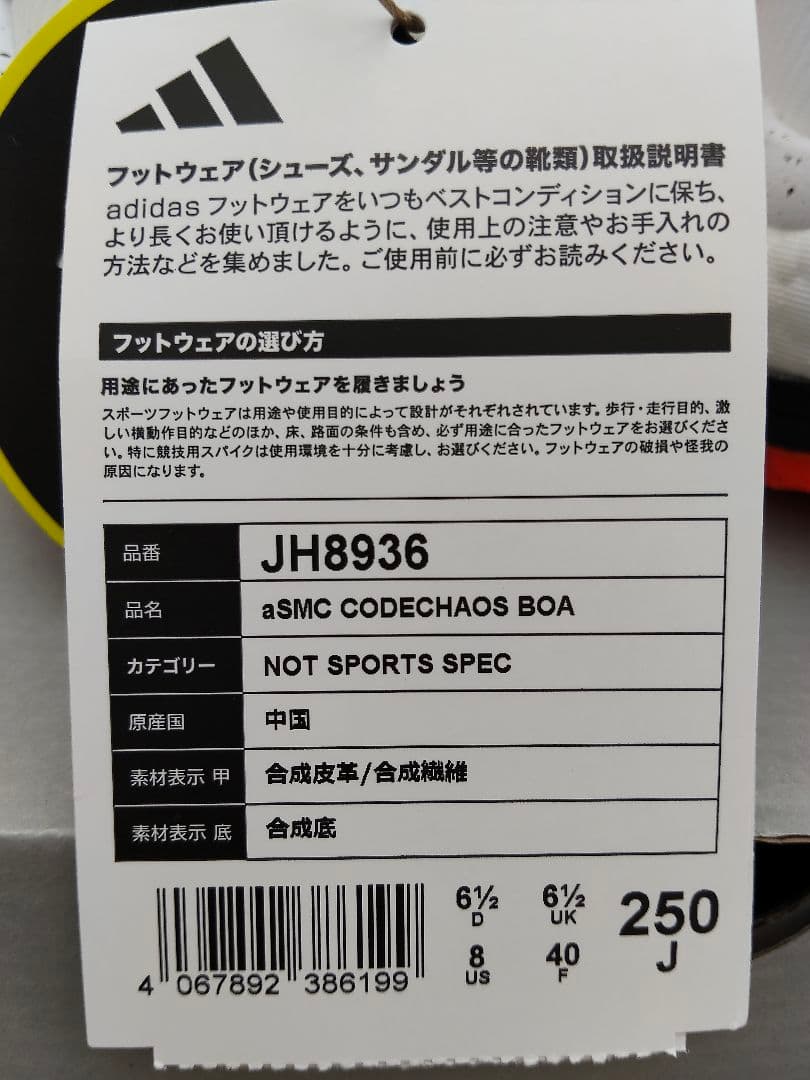 フットウェア(シューズ、サンダル等の靴類)取扱説明書
adidas フットウェアをいつもベストコンディションに保ち、
より長くお使い頂けるように、使用上の注意やお手入れの
方法などを集めました。ご使用前に必ずお読みください。
フットウェアの選び方
用途にあったフットウェアを履きましょう
スポーツフットウェアは用途や使用目的によって設計がそれぞれされています。歩行・走行目的、激
しい横動作目的などのほか、床、路面の条件も含め、必ず用途に合ったフットウェアをお選びくださ
い。特に競技用スパイクは使用環境を十分に考慮し、お選びください。フットウェアの破損や怪我の
原因になります。
品番 JH8936
品名 aSMC CODECHAOS BOA
カテゴリー NOT SPORTS SPEC
原産国 中国
素材表示 甲 合成皮革/合成繊維
素材表示 底 合成底
6½ 6½ 250
D UK J
8 40
US F
4 067892 386199